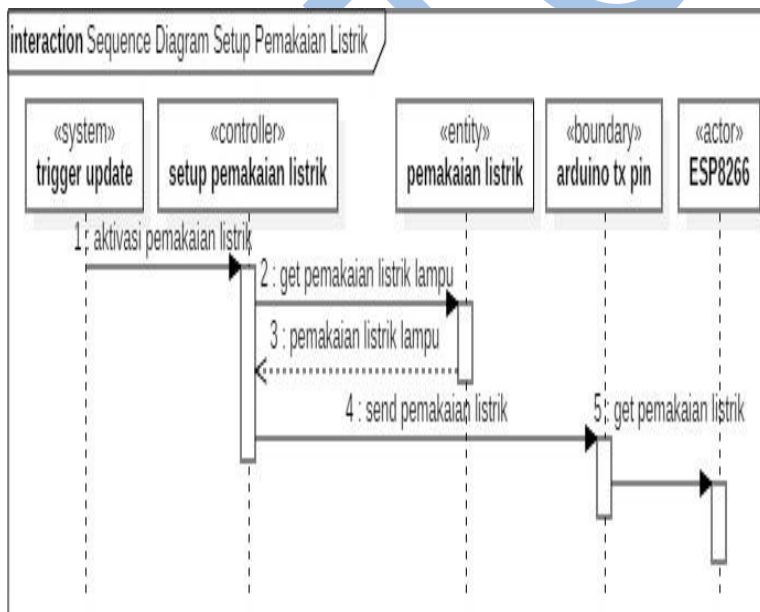 interaction Sequence Diagram Setup Pemakaian Listrik
«system»
trigger update
«controller»
setup pemakaian listrik
«entity»
pemakaian listrik
«boundary»
arduino tx pin
«actor»
ESP8266
1 : aktivasi pemakaian listrik
2 : get pemakaian listrik lampu
3 : pemakaian listrik lampu
4 : send pemakaian listrik
5 : get pemakaian listrik